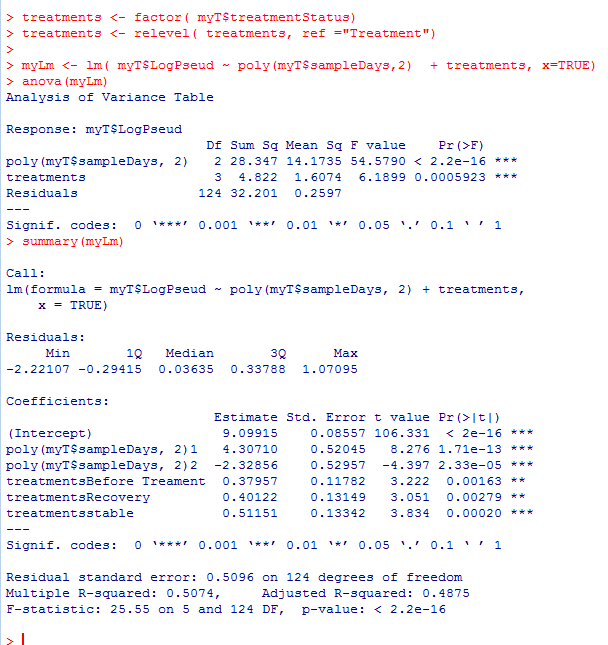 > treatments <- factor( myT$treatmentStatus)
> treatments <- relevel( treatments, ref ="Treatment")
>
> myLm <- lm( myT$LogPseud ~ poly(myT$sampleDays,2)  + treatments, x=TRUE)
> anova(myLm)
Analysis of Variance Table

Response: myT$LogPseud
                          Df Sum Sq Mean Sq F value    Pr(>F)
poly(myT$sampleDays, 2)   2 28.347 14.1735 54.5790 < 2.2e-16 ***
treatments                 3  4.822  1.6074  6.1899 0.0005923 ***
Residuals                124 32.201  0.2597
---
Signif. codes:  0 ‘***’ 0.001 ‘**’ 0.01 ‘*’ 0.05 ‘.’ 0.1 ‘ ’ 1
> summary(myLm)

Call:
lm(formula = myT$LogPseud ~ poly(myT$sampleDays, 2) + treatments,
    x = TRUE)

Residuals:
     Min       1Q   Median       3Q      Max
-2.22107 -0.29415  0.03635  0.33788  1.07095

Coefficients:
                          Estimate Std. Error t value Pr(>|t|)
(Intercept)                9.09915    0.08557 106.331  < 2e-16 ***
poly(myT$sampleDays, 2)1   4.30710    0.52045   8.276 1.71e-13 ***
poly(myT$sampleDays, 2)2  -2.32856    0.52957  -4.397 2.33e-05 ***
treatmentsBefore Treament  0.37957    0.11782   3.222  0.00163 **
treatmentsRecovery         0.40122    0.13149   3.051  0.00279 **
treatmentsstable           0.51151    0.13342   3.834  0.00020 ***
---
Signif. codes:  0 ‘***’ 0.001 ‘**’ 0.01 ‘*’ 0.05 ‘.’ 0.1 ‘ ’ 1

Residual standard error: 0.5096 on 124 degrees of freedom
Multiple R-squared: 0.5074,     Adjusted R-squared: 0.4875
F-statistic: 25.55 on 5 and 124 DF,  p-value: < 2.2e-16

>